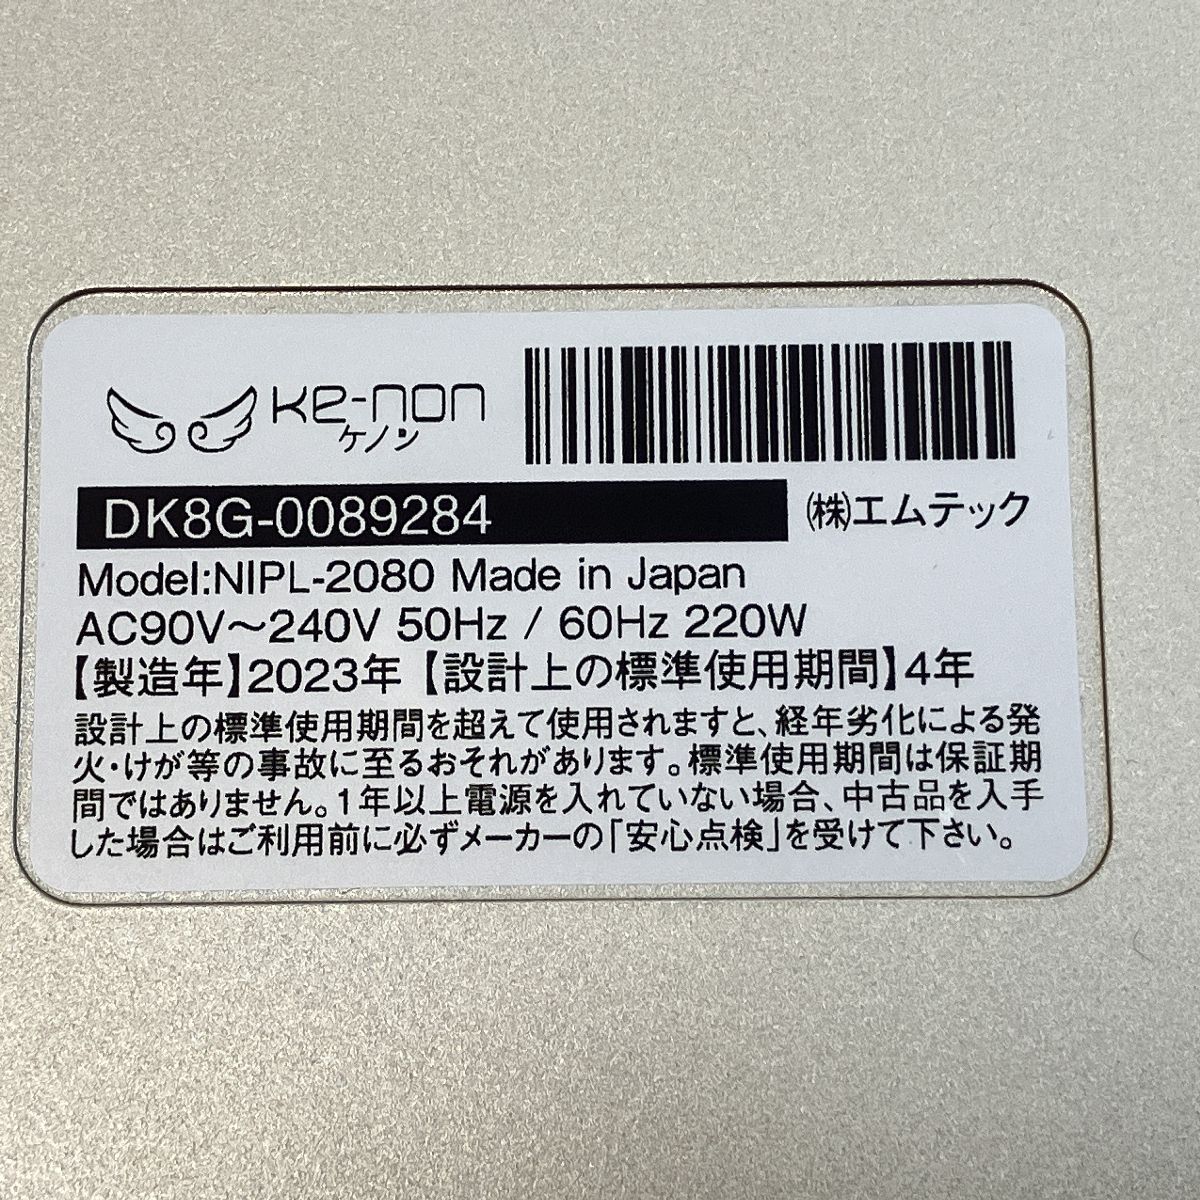 ke-non
ケノン
DK8G-0089284
(株)エムテック
Model:NIPL-2080 Made in Japan
AC90V～240V 50Hz / 60Hz 220W
【製造年】2023年【設計上の標準使用期間】4年
設計上の標準使用期間を超えて使用されますと、経年劣化による発
火・けが等の事故に至るおそれがあります。標準使用期間は保証期
間ではありません。1年以上電源を入れていない場合、中古品を入手
した場合はご利用前に必ずメーカーの「安心点検」を受けて下さい。